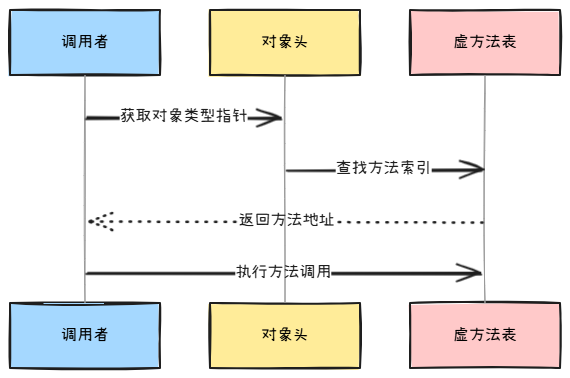 调用者
对象头
虚方法表
获取对象类型指针
查找方法索引
返回方法地址
执行方法调用
调用者
对象头
虚方法表